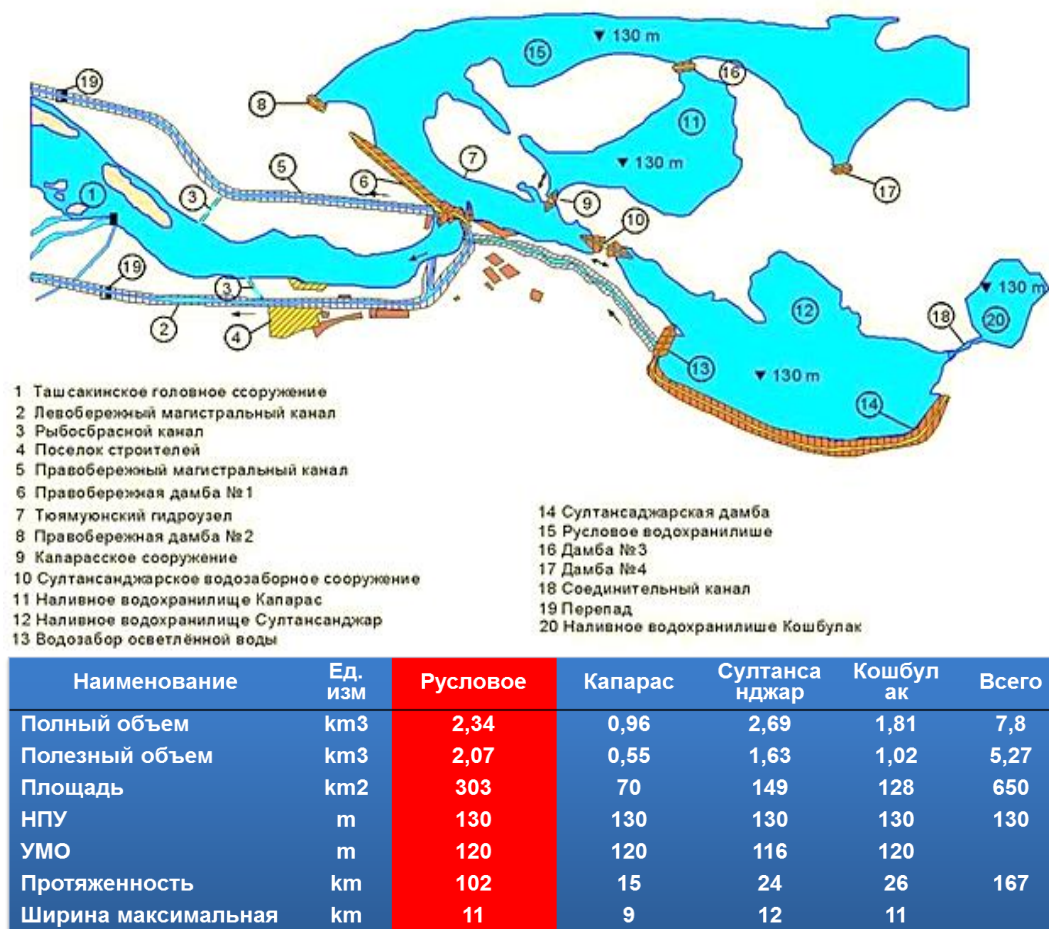 15
▼ 130 m
19
8
16
11
5
7
▼ 130 m
6
3
9
17
1
10
19
3
▼ 130 m
12
18
20
2
4
13
▼ 130 m
14
1 Ташсакинское головное ссоружение
2 Левобережный магистральный канал
3 Рыбосбрасной канал
4 Поселок строителей
5 Правобережный магистральный канал
6 Правобережная дамба №1
7 Тюямуюнский гидроузел
8 Правобережная дамба №2
9 Капарасское сооружение
10 Султансанджарское водозаборное сооружение
11 Наливное водохранилище Капарас
12 Наливное водохранилище Султансанджар
13 Водозабор осветлённой воды
14 Султансаджарская дамба
15 Русловое водохранилише
16 Дамба №3
17 Дамба №4
18 Соединительный канал
19 Перепад
20 Наливное водохранилише Кошбулак
Наименование Ед. изм Русловое Капарас Султанса нджар Кошбул ак Всего
Полный объем km3 2,34 0,96 2,69 1,81 7,8
Полезный объем km3 2,07 0,55 1,63 1,02 5,27
Площадь km2 303 70 149 128 650
НПУ m 130 130 130 130 130
УМО m 120 120 116 120
Протяженность km 102 15 24 26 167
Ширина максимальная km 11 9 12 11